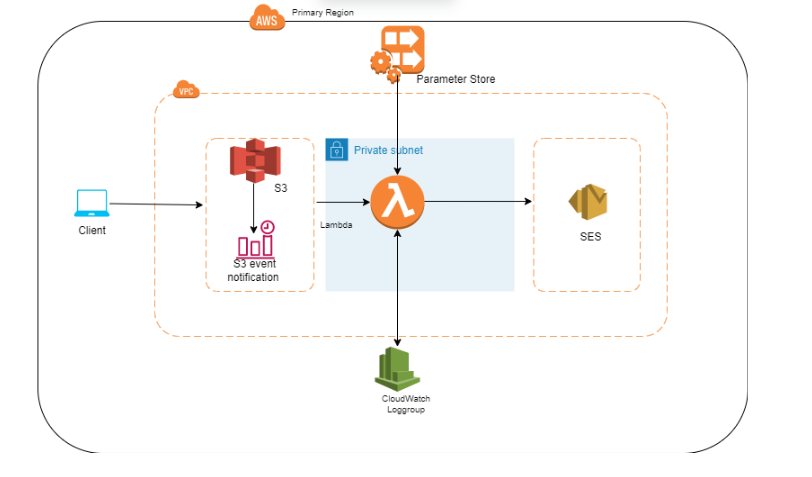 AWS
Primary Region
Parameter Store
VPC
Private subnet
S3
Lambda
Client
S3 event
notification
SES
CloudWatch
Loggroup